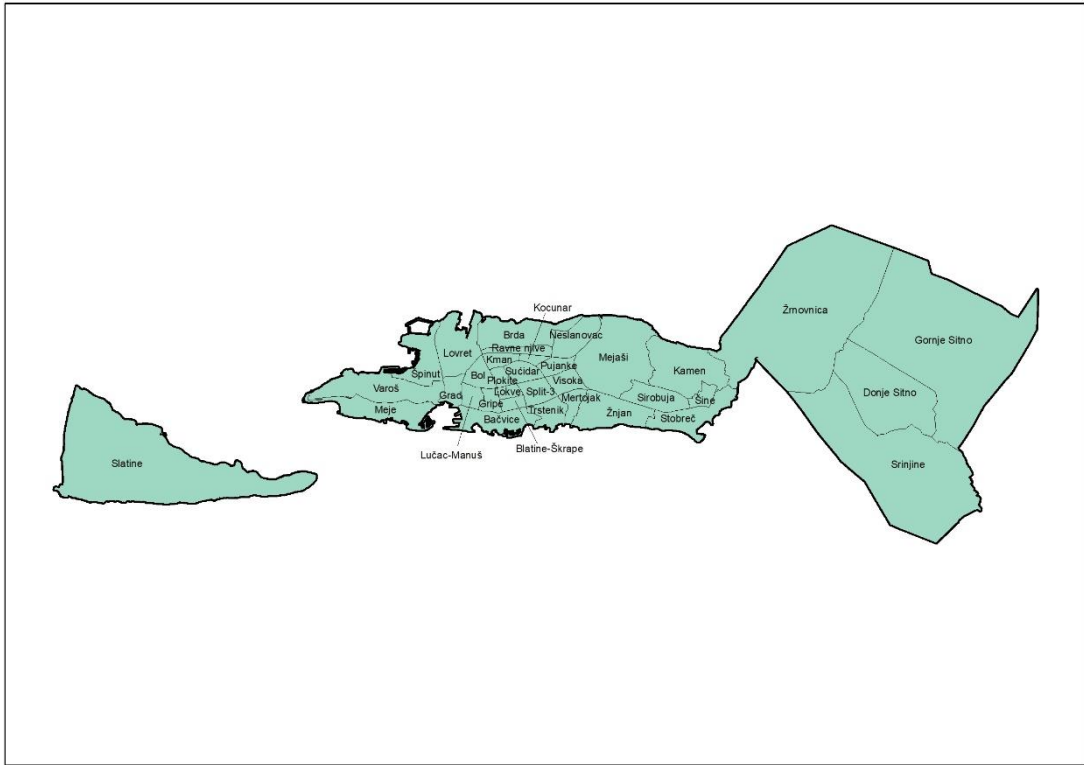 Kocunar
Žrnovnica
Brda
Neslanovac
Gornje Sitno
Ravne njive
Lovret
Kman
Mejaši
Pujanke
Sućidar
Kamen
Špinut
Bol
Plokite
Visoka
Varoš
Lokve
Split-3
Mertojak
Donje Sitno
Grad
Sirobuja
Šine
Gripe
Meje
Trstenik
Žnjan
Bačvice
Stobreč
Blatine-Škrape
Lučac-Manuš
Slatine
Srinjine